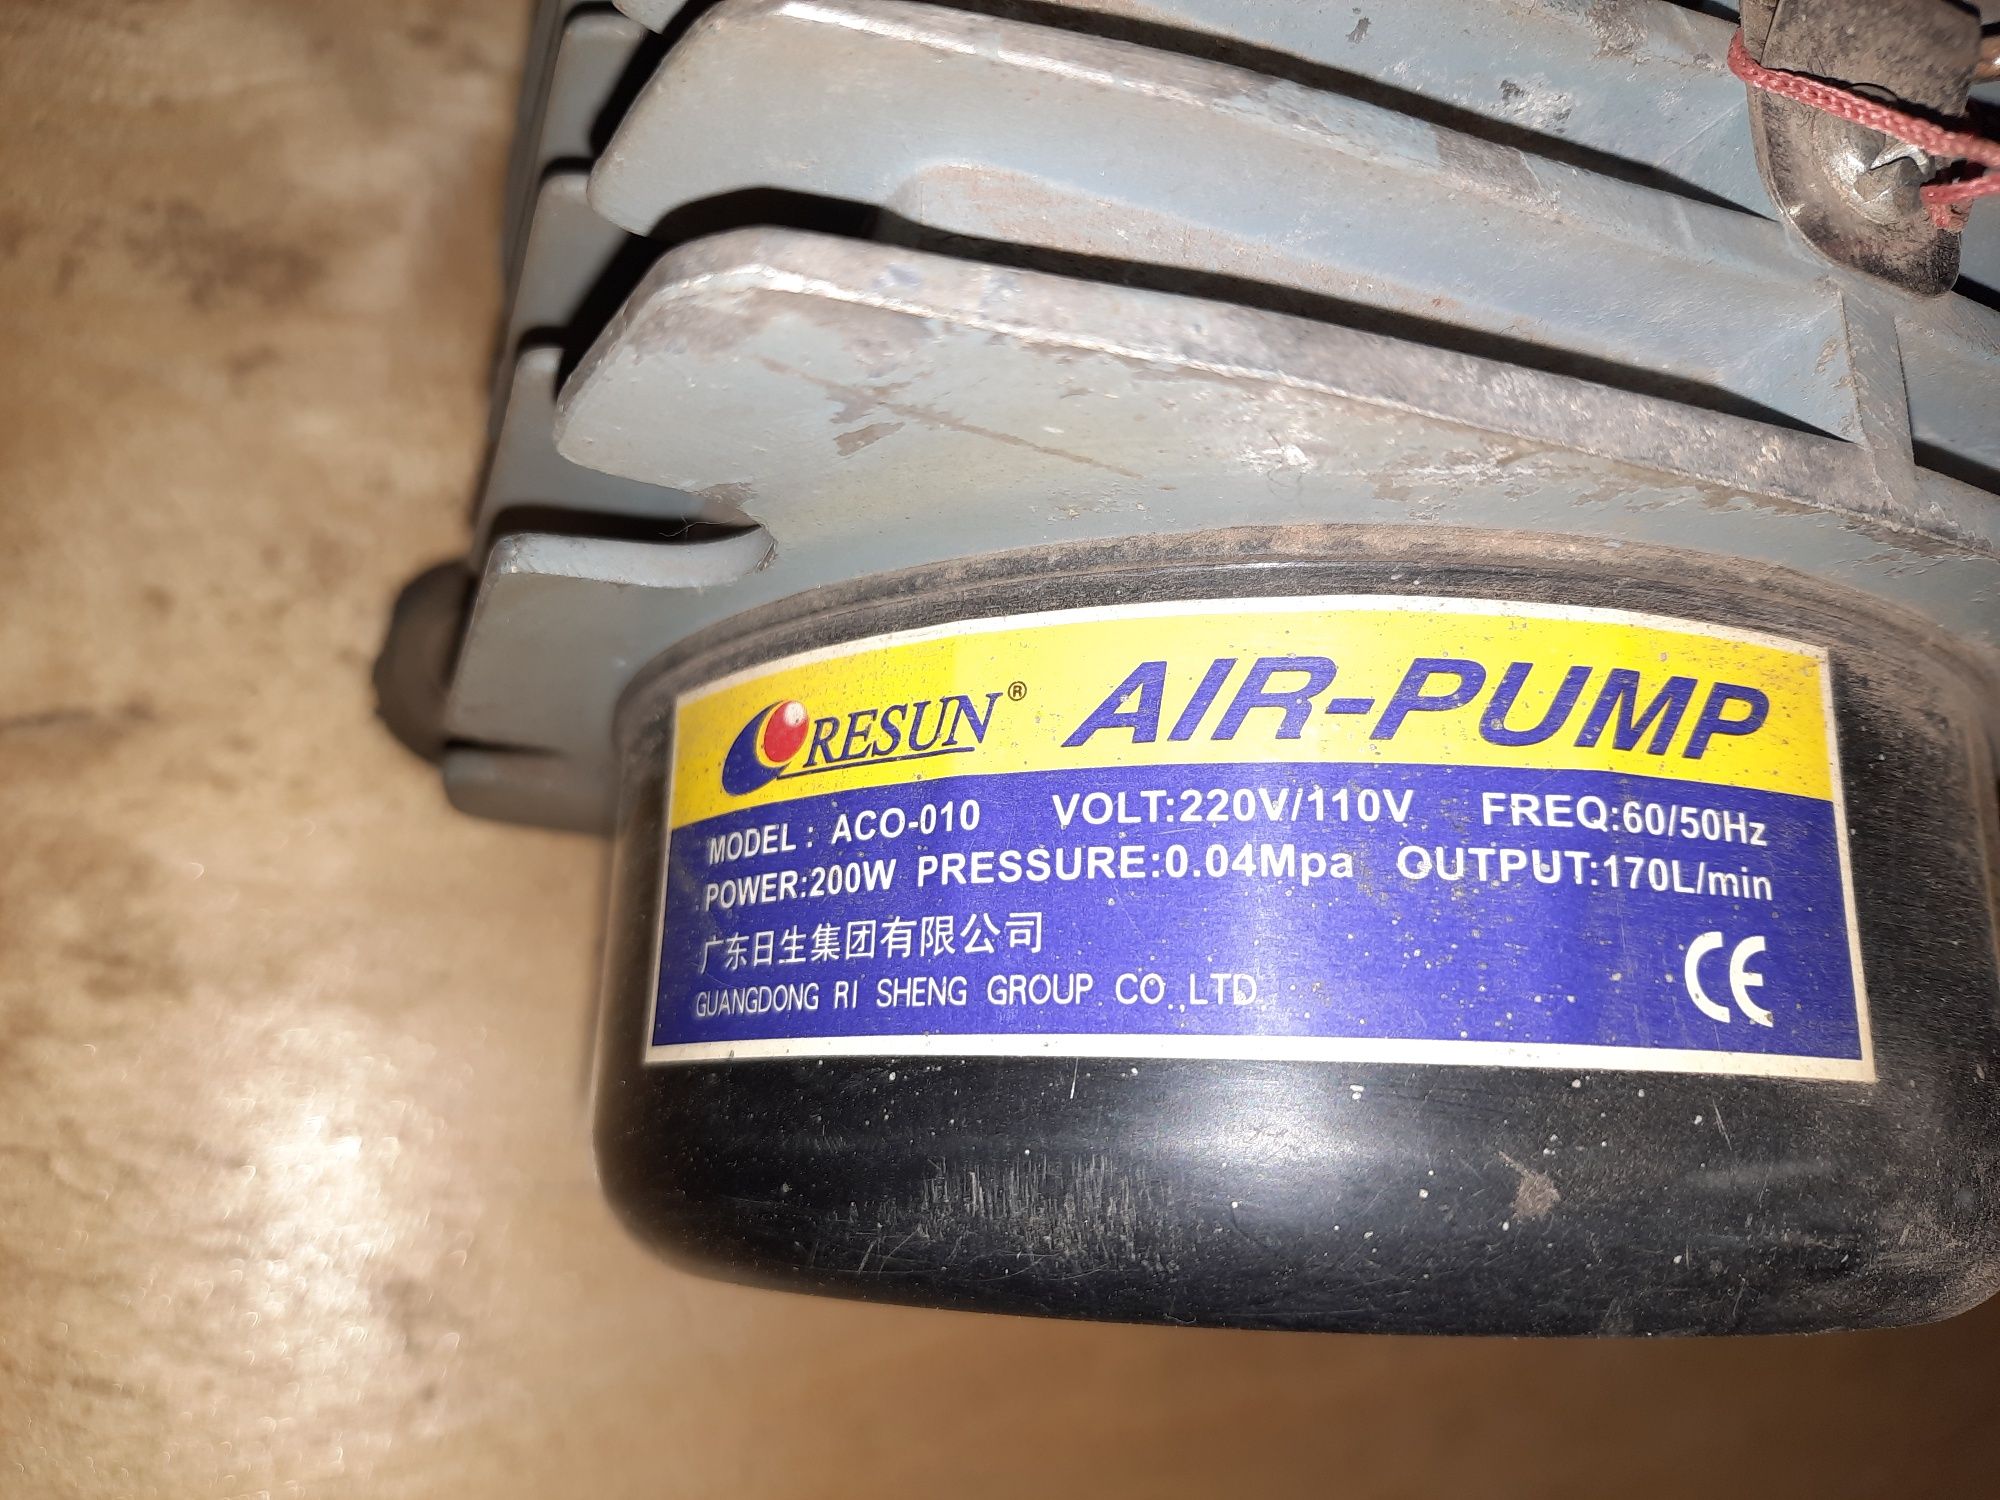 RESUN® AIR-PUMP
MODEL: ACO-010 VOLT:220V/110V FREQ:60/50Hz
POWER:200W PRESSURE:0.04Mpa OUTPUT:170L/min
广东日生集团有限公司
GUANGDONG RI SHENG GROUP CO LTD
CE